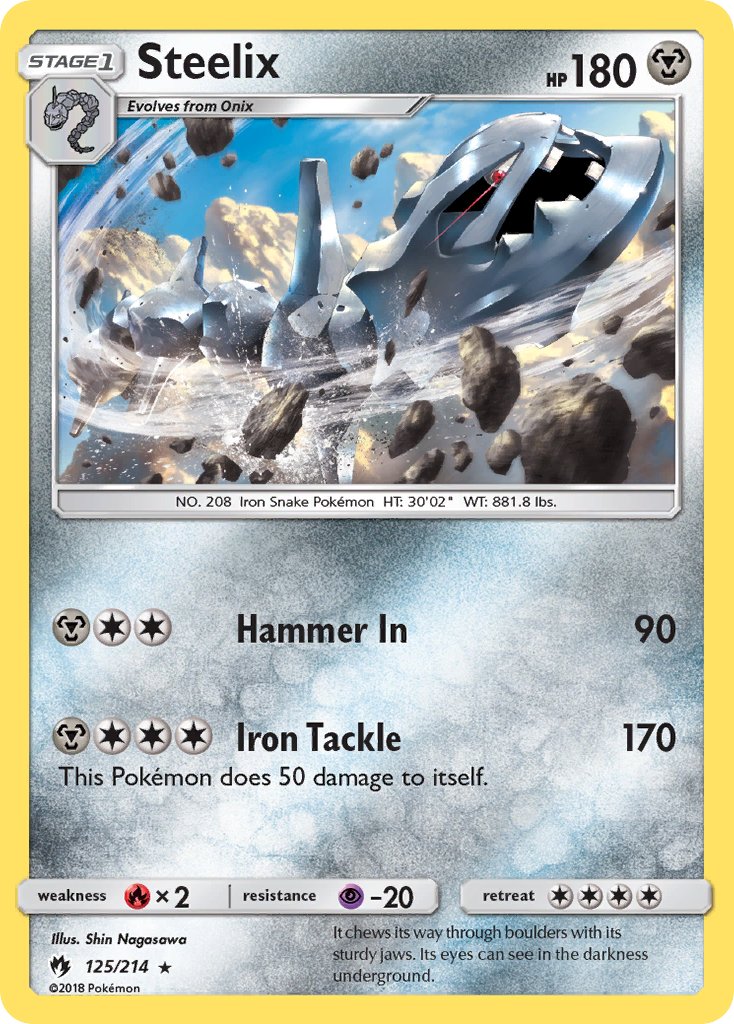 STAGE1 Steelix HP 180
Evolves from Onix
NO. 208 Iron Snake Pokémon HT: 30'02" WT: 881.8 lbs.
Hammer In 90
Iron Tackle 170
This Pokémon does 50 damage to itself.
weakness ×2 resistance -20 retreat
Illus. Shin Nagasawa
125/214 ★
©2018 Pokémon
It chews its way through boulders with its
sturdy jaws. Its eyes can see in the darkness
underground.